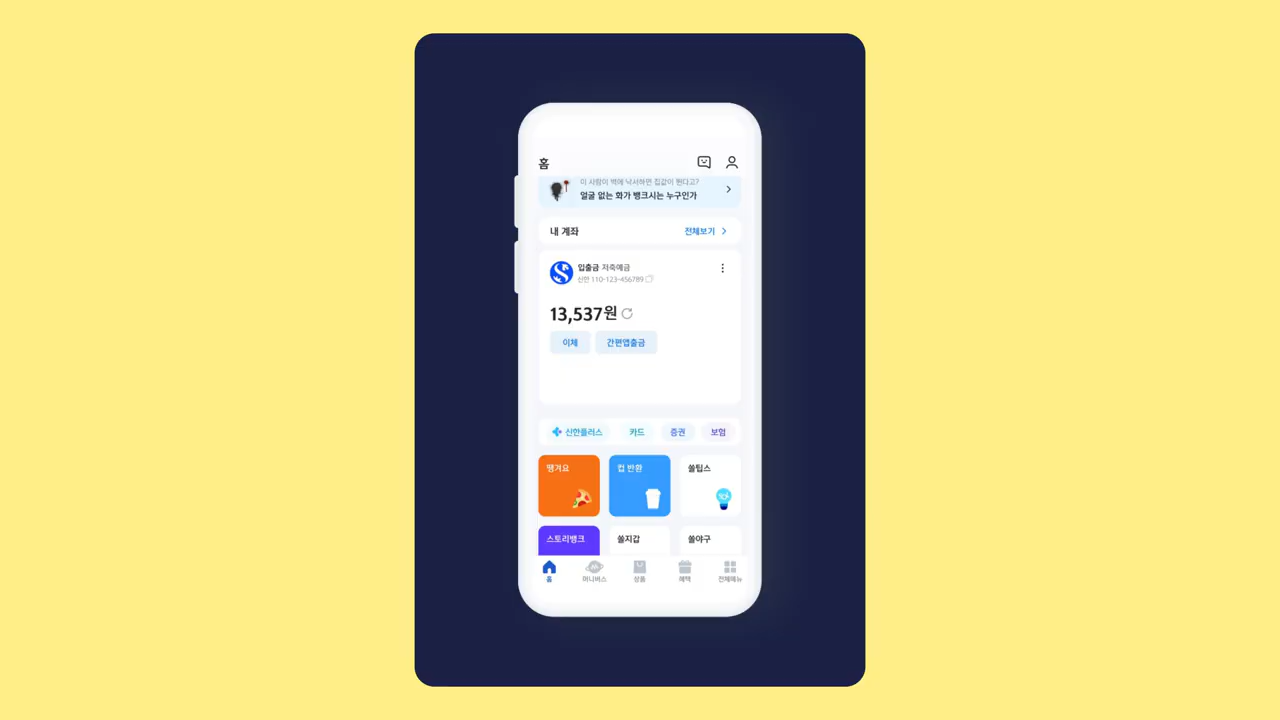 홈
이 사람이 벽에 낙서하면 집값이 뛴다고?
얼굴 없는 화가 뱅크시는 누구인가
내 계좌
전체보기
입출금 저축예금
신한 110-123-456789
13,537원
이체
간편앱출금
신한플러스
카드
증권
보험
땡겨요
컵 반환
쏠팁스
스토리뱅크
쏠지갑
쏠야구
홈
머니버스
상품
혜택
전체메뉴